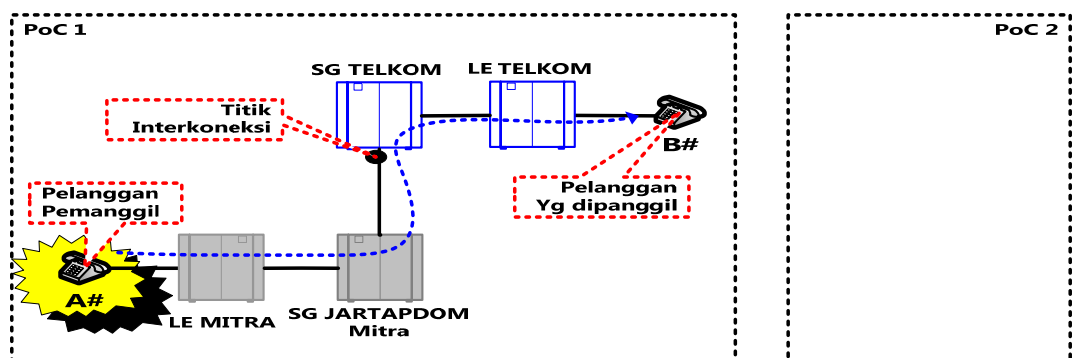 PoC 1
PoC 2
SG TELKOM
LE TELKOM
Titik
Interkoneksi
B#
Pelanggan
Yg dipanggil
Pelanggan
Pemanggil
A#
LE MITRA
SG JARTAPDOM
Mitra